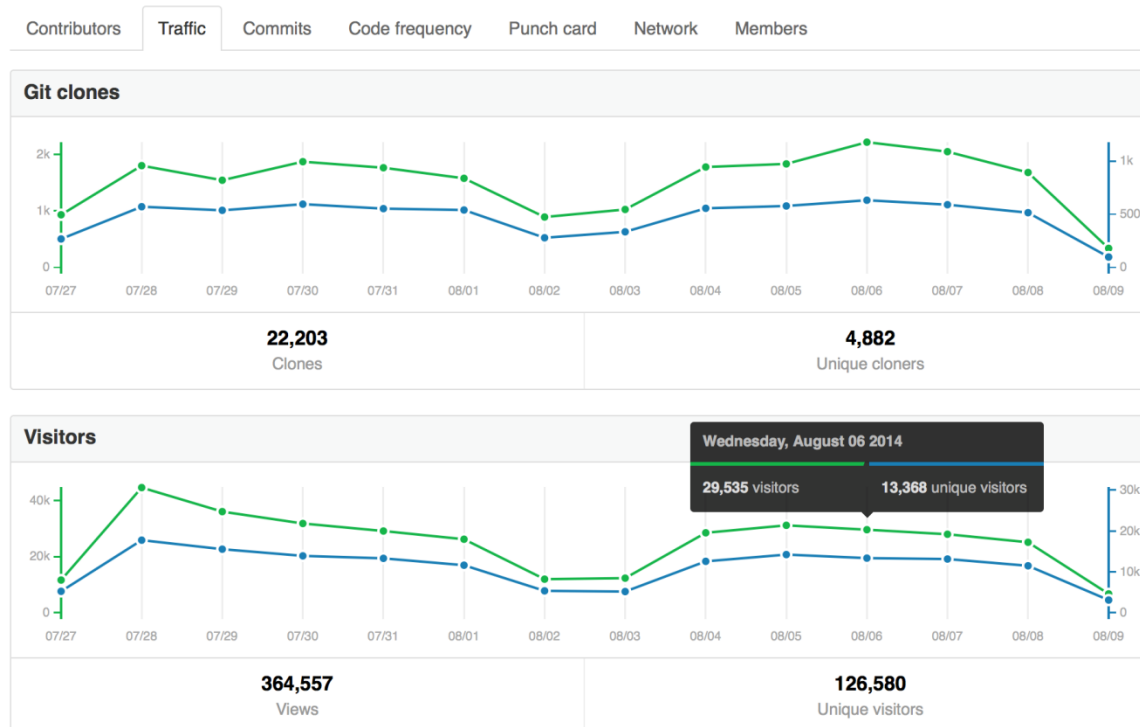 Contributors Traffic Commits Code frequency Punch card Network Members
Git clones
2k 1k
1k 500
0 0
07/27 07/28 07/29 07/30 07/31 08/01 08/02 08/03 08/04 08/05 08/06 08/07 08/08 08/09
22,203 4,882
Clones Unique cloners
Visitors
Wednesday, August 06 2014
29,535 visitors 13,368 unique visitors
40k 30k
20k 20k
10k
0 0
07/27 07/28 07/29 07/30 07/31 08/01 08/02 08/03 08/04 08/05 08/06 08/07 08/08 08/09
364,557 126,580
Views Unique visitors